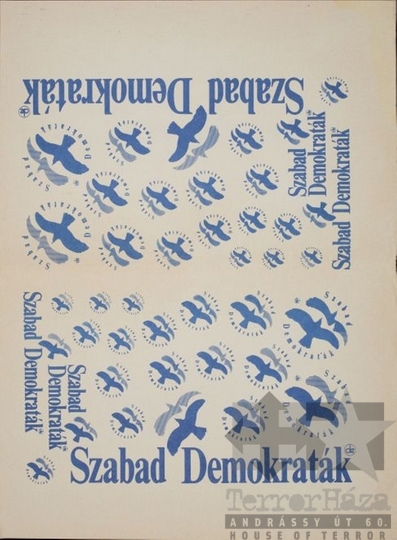 Szabad Demokraták
Szabad
Demokraták
Szabad Demokraták
Szabad Demokraták
Szabad
Demokraták
Szabad Demokraták
TerrorHáza
ANDRÁSSY ÚT 60.
HOUSE OF TERROR